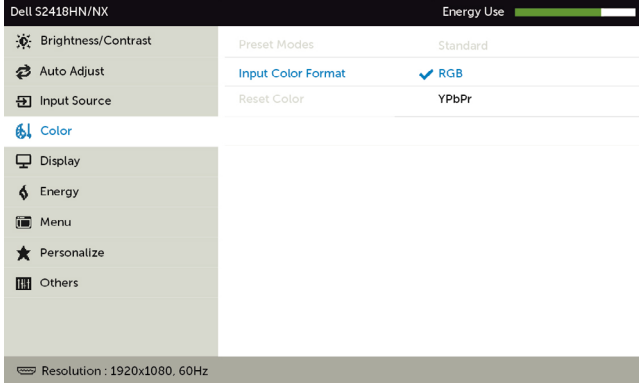 Dell S2418HN/NX Energy Use
Brightness/Contrast Preset Modes Standard
Auto Adjust Input Color Format RGB
Input Source Reset Color YPbPr
Color
Display
Energy
Menu
Personalize
Others
Resolution : 1920x1080, 60Hz